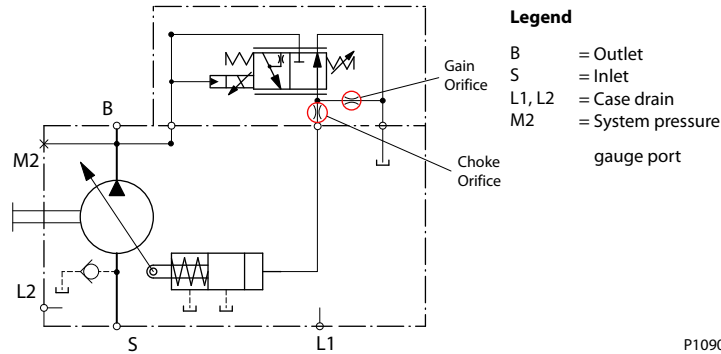 Legend
B = Outlet
S = Inlet
L1, L2 = Case drain
M2 = System pressure
gauge port
Gain
Orifice
Choke
Orifice
B
M2
L2
S
L1
P1090